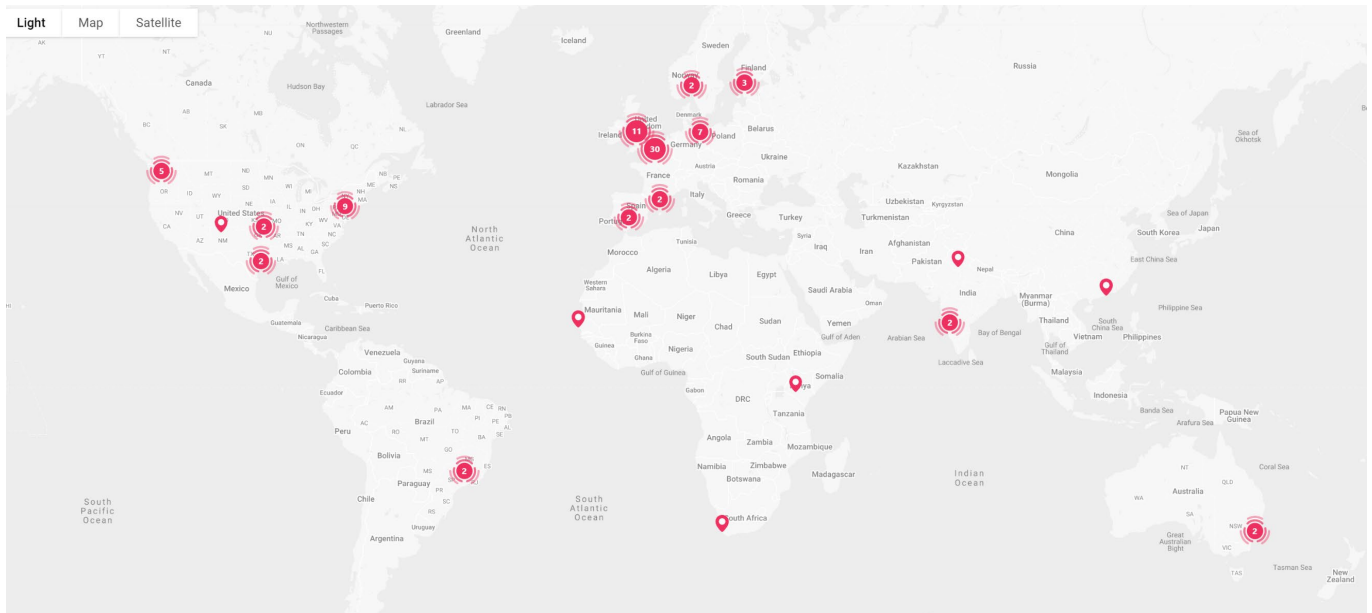 Light Map Satellite
Northwestern
Passages
Greenland
Iceland
Sweden
Finland
Norway
Russia
AK
NT
NU
YT
Canada
Hudson Bay
Labrador Sea
2
3
United
Kingdom
Ireland
Denmark
11
7
30
Poland
Belarus
Germany
Sea of
Okhotsk
BC
AB
SK
MB
ON
QC
NL
Ukraine
Austria
Kazakhstan
Mongolia
5
France
Romania
MT
ND
MN
NB
PE
NS
ME
OR
ID
WY
SD
WI
MI
NH
MA
Italy
Uzbekistan
Kyrgyzstan
NE
IA
IL
IN
OH
9
2
Spain
2
Greece
Turkey
Turkmenistan
Sea of Japan
NV
UT
United States
MO
KY
WV
VA
China
South Korea
Japan
CA
2
AR
TN
NC
North
Atlantic
Ocean
Tunisia
Syria
Iraq
Iran
Afghanistan
AZ
NM
MS
AL
GA
SC
Morocco
Pakistan
Nepal
East China Sea
2
LA
FL
Gulf of
Mexico
Mexico
Algeria
Libya
Egypt
Western
Sahara
Saudi Arabia
Oman
India
Myanmar
(Burma)
Cuba
Puerto Rico
Mauritania
Mali
Niger
Chad
Sudan
Yemen
Philippine Sea
Guatemala
Caribbean Sea
Nicaragua
2
Thailand
South
China Sea
Burkina
Faso
Guinea
Ghana
Nigeria
Gulf of Aden
Arabian Sea
Bay of Bengal
Gulf of
Thailand
Vietnam
Philippines
Venezuela
Guyana
Suriname
Colombia
South Sudan
Ethiopia
Somalia
Laccadive Sea
Malaysia
Gulf of Guinea
RR
AP
Ecuador
Gabon
DRC
Indonesia
AM
PA
MA
CE
RN
PB
Tanzania
Banda Sea
Papua New
Guinea
Peru
AC
RO
Brazil
TO
PI
PE
AL
SE
BA
MT
Arafura Sea
Angola
Zambia
Mozambique
Bolivia
GO
Namibia
Zimbabwe
Botswana
Madagascar
MS
2
ES
Indian
Ocean
NT
Coral Sea
Paraguay
PR
SC
Australia
QLD
WA
Chile
South
Pacific
Ocean
South
Atlantic
Ocean
RS
SA
South Africa
Uruguay
Argentina
NSW
2
Great
Australian
Bight
VIC
TAS
Tasman Sea
New
Zealand